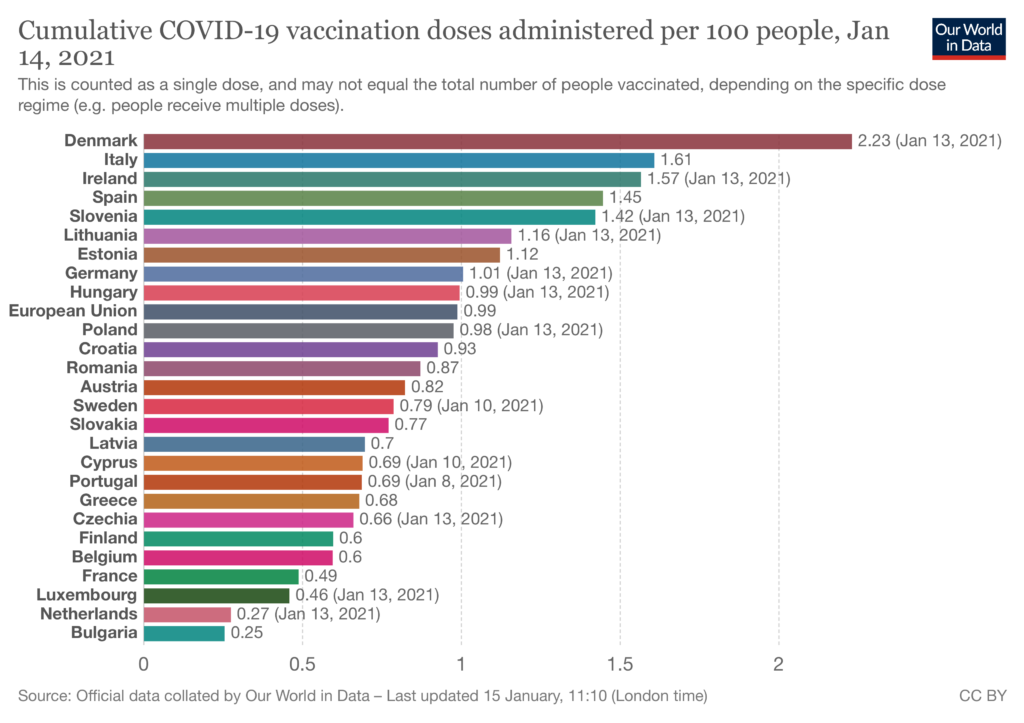 Cumulative COVID-19 vaccination doses administered per 100 people, Jan
14, 2021
Our World
in Data
This is counted as a single dose, and may not equal the total number of people vaccinated, depending on the specific dose
regime (e.g. people receive multiple doses).
Denmark 2.23 (Jan 13, 2021)
Italy 1.61
Ireland 1.57 (Jan 13, 2021)
Spain 1.45
Slovenia 1.42 (Jan 13, 2021)
Lithuania 1.16 (Jan 13, 2021)
Estonia 1.12
Germany 1.01 (Jan 13, 2021)
Hungary 0.99 (Jan 13, 2021)
European Union 0.99
Poland 0.98 (Jan 13, 2021)
Croatia 0.93
Romania 0.87
Austria 0.82
Sweden 0.79 (Jan 10, 2021)
Slovakia 0.77
Latvia 0.7
Cyprus 0.69 (Jan 10, 2021)
Portugal 0.69 (Jan 8, 2021)
Greece 0.68
Czechia 0.66 (Jan 13, 2021)
Finland 0.6
Belgium 0.6
France 0.49
Luxembourg 0.46 (Jan 13, 2021)
Netherlands 0.27 (Jan 13, 2021)
Bulgaria 0.25
0 0.5 1 1.5 2
Source: Official data collated by Our World in Data – Last updated 15 January, 11:10 (London time) CC BY